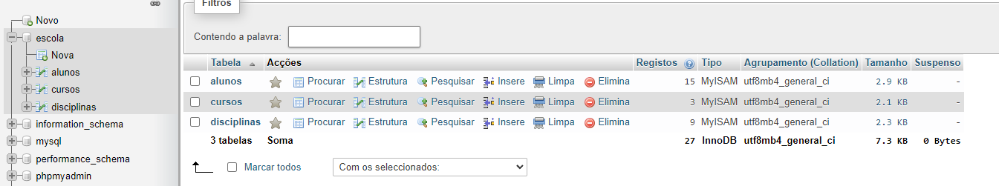 Novo
escola
Nova
alunos
cursos
disciplinas
information_schema
mysql
performance_schema
phpmyadmin
Filtros
Contendo a palavra:
Tabela Acções Registos Tipo Agrupamento (Collation) Tamanho Suspenso
alunos Procurar Estrutura Pesquisar Insere Limpa Elimina 15 MyISAM utf8mb4_general_ci 2.9 KB -
cursos Procurar Estrutura Pesquisar Insere Limpa Elimina 3 MyISAM utf8mb4_general_ci 2.1 KB -
disciplinas Procurar Estrutura Pesquisar Insere Limpa Elimina 9 MyISAM utf8mb4_general_ci 2.3 KB -
3 tabelas Soma 27 InnoDB utf8mb4_general_ci 7.3 KB 0 Bytes
Marcar todos Com os seleccionados: